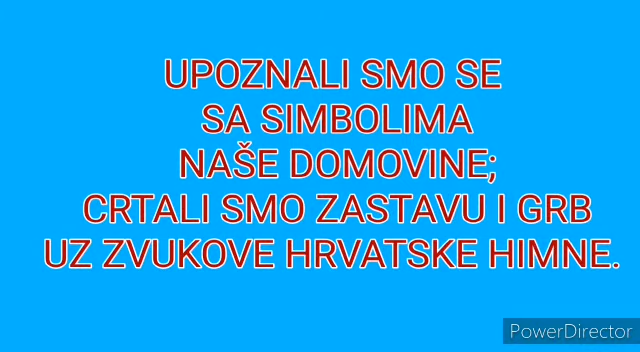 UPOZNALI SMO SE
SA SIMBOLIMA
NAŠE DOMOVINE;
CRTALI SMO ZASTAVU I GRB
UZ ZVUKOVE HRVATSKE HIMNE.
PowerDirector